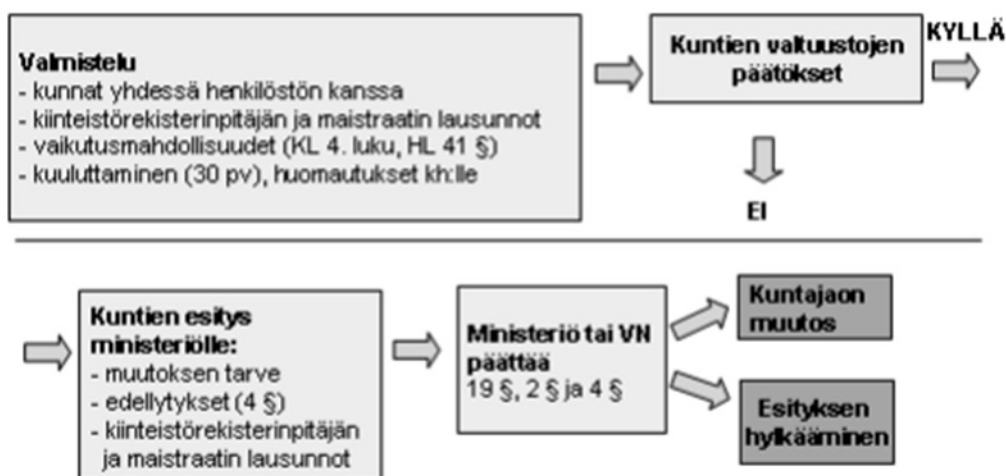 Valmistelu
- kunnat yhdessä henkilöstön kanssa
- kiinteistörekisterinpitäjän ja maistraatin lausunnot
- vaikutusmahdollisuudet (KL 4. luku, HL 41 §)
- kuuluttaminen (30 pv), huomautukset kh:lle
Kuntien valtuustojen
päätökset
KYLLÄ
EI
Kuntien esitys
ministeriölle:
- muutoksen tarve
- edellytykset (4 §)
- kiinteistörekisterinpitäjän
ja maistraatin lausunnot
Ministeriö tai VN
päättää
19 §, 2 § ja 4 §
Kuntajaon
muutos
Esityksen
hylkääminen